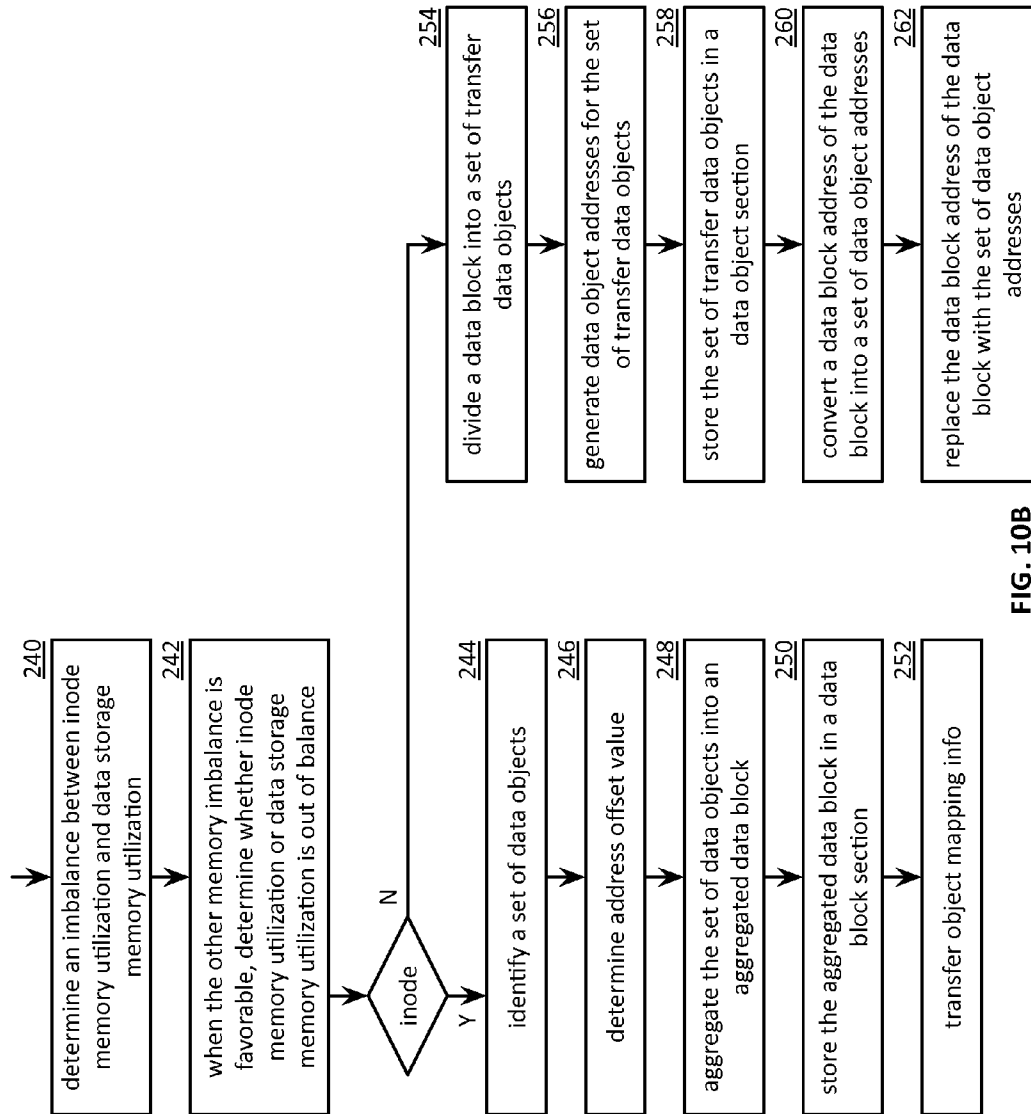 240
determine an imbalance between inode
memory utilization and data storage
memory utilization
242
when the other memory imbalance is
favorable, determine whether inode
memory utilization or data storage
memory utilization is out of balance
inode
N
Y
244
identify a set of data objects
246
determine address offset value
248
aggregate the set of data objects into an
aggregated data block
250
store the aggregated data block in a data
block section
252
transfer object mapping info
254
divide a data block into a set of transfer
data objects
256
generate data object addresses for the set
of transfer data objects
258
store the set of transfer data objects in a
data object section
260
convert a data block address of the data
block into a set of data object addresses
262
replace the data block address of the data
block with the set of data object
addresses
FIG. 10B